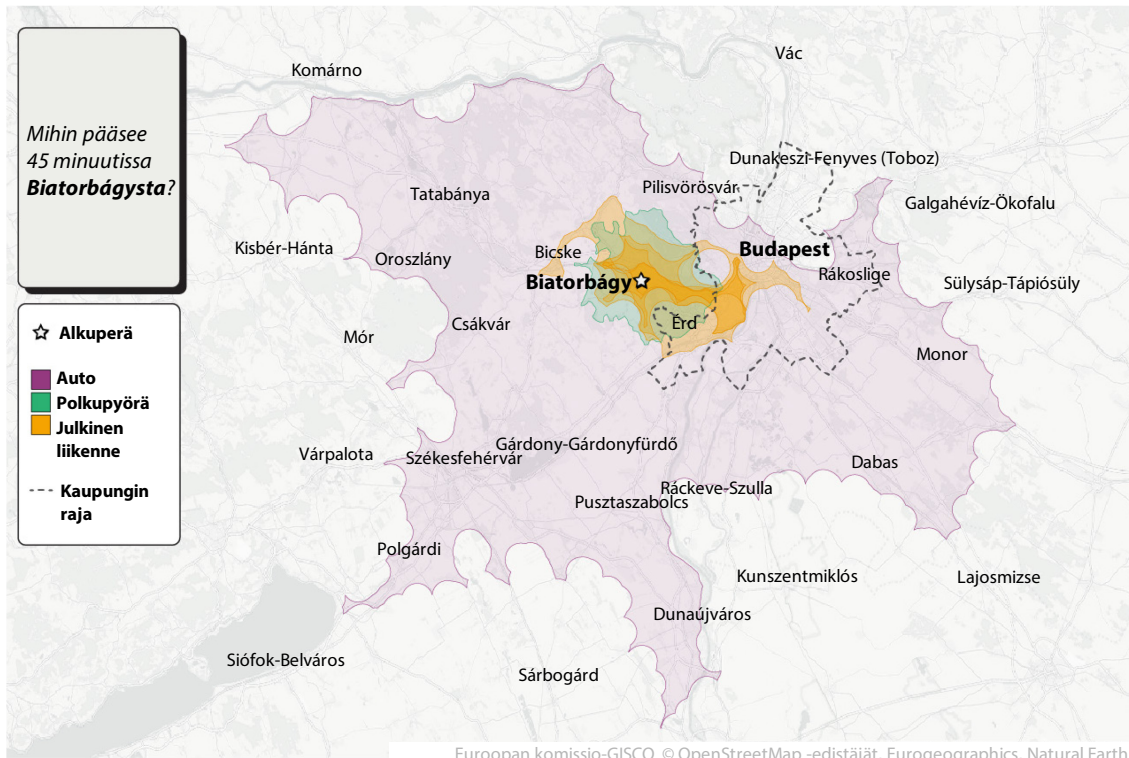 Mihin pääsee
45 minuutissa
Biatorbágysta?
Alkuperä
Auto
Polkupyörä
Julkinen
liikenne
Kaupungin
raja
Vác
Komárno
Dunakeszi-Fenyves (Toboz)
Pilisvörösvár
Tatabánya
Galgahévíz-Ökofalu
Kisbér-Hánta
Oroszlány
Bicske
Budapest
Rákoslige
Biatorbágy
Sülysáp-Tápiósüly
Csákvár
Érd
Mór
Monor
Gárdony-Gárdonyfürdő
Várpalota
Székesfehérvár
Dabas
Ráckeve-Szulla
Pusztaszabolcs
Polgárdi
Kunszentmiklós
Lajosmizse
Dunaújváros
Siófok-Belváros
Sárbogárd
Euroopan komissio-GISCO, © OpenStreetMap -edistäjät, Eurogeographics, Natural Earth